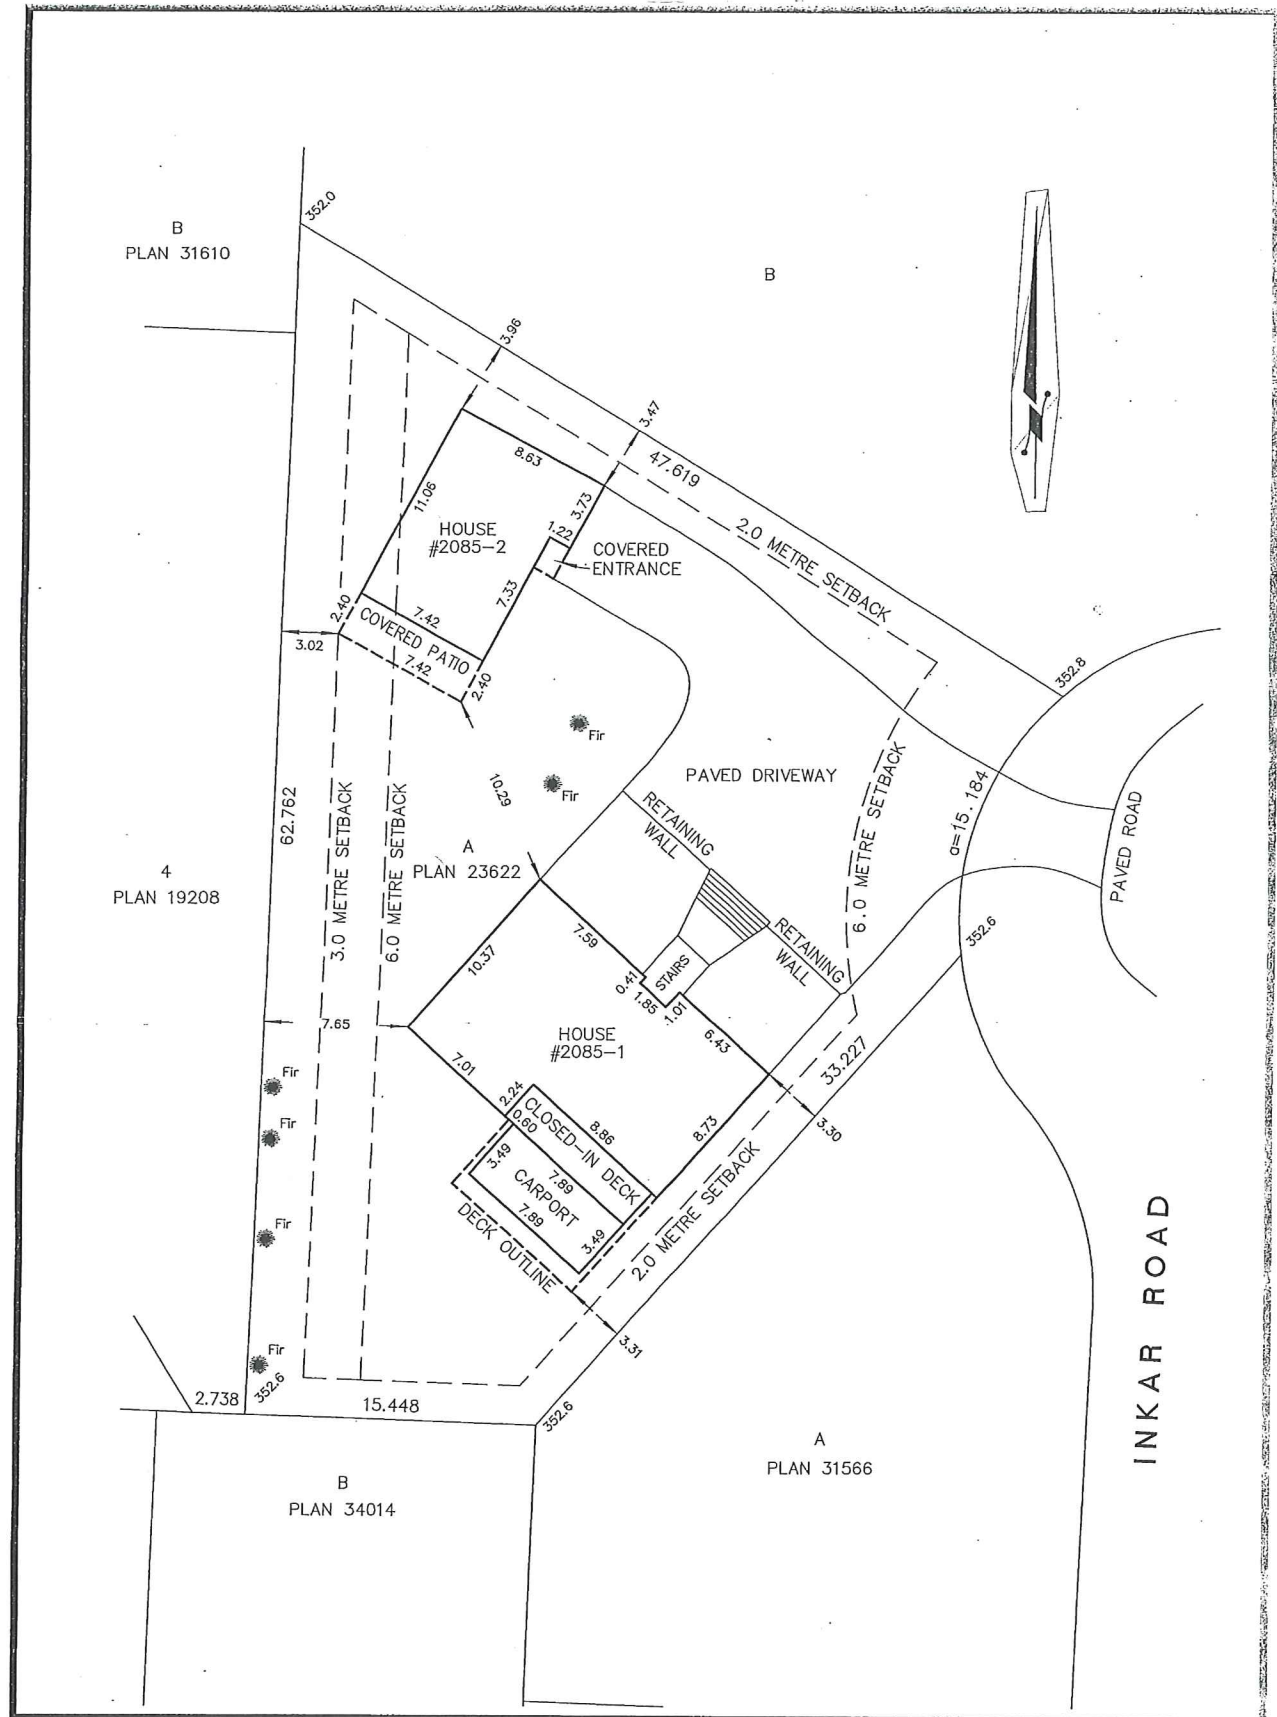 352.0
B
PLAN 31610
B
3.96
3.47
47.619
8.63
11.06
3.73
1.22
HOUSE
#2085-2
COVERED
ENTRANCE
2.0 METRE SETBACK
7.33
2.40
7.42
COVERED PATIO
7.42
2.40
3.02
352.8
Fir
Fir
PAVED DRIVEWAY
10.29
62.762
3.0 METRE SETBACK
6.0 METRE SETBACK
RETAINING
WALL
6.0 METRE SETBACK
a=15.184
PAVED ROAD
A
PLAN 23622
4
PLAN 19208
7.59
10.37
RETAINING
WALL
352.6
STAIRS
0.41
1.85
1.01
6.43
7.65
HOUSE
#2085-1
33.227
7.01
Fir
2.24
0.60
CLOSED-IN DECK
8.86
8.73
3.30
Fir
3.49
7.89
CARPORT
7.89
3.49
DECK OUTLINE
2.0 METRE SETBACK
Fir
3.31
Fir
352.6
2.738
15.448
352.6
INKAR ROAD
A
PLAN 31566
B
PLAN 34014